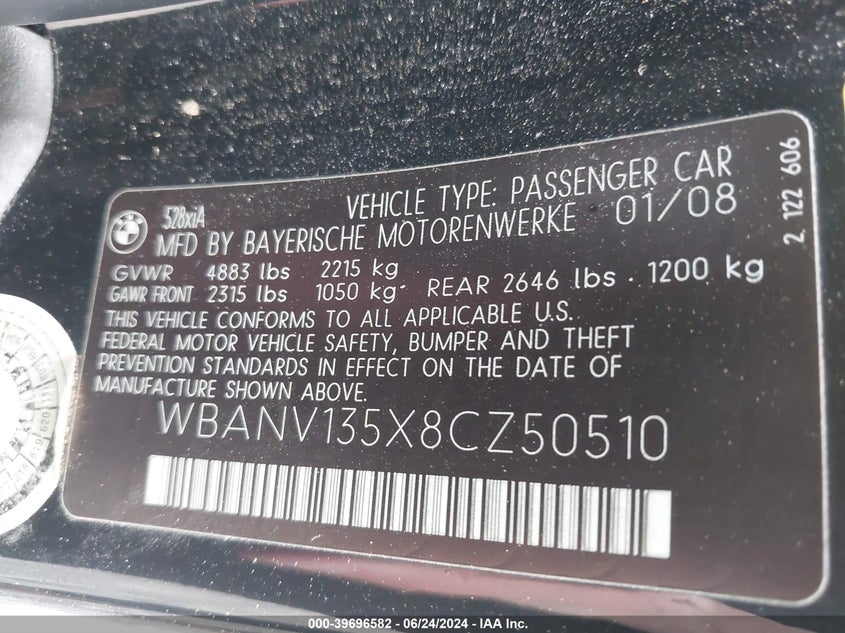 528xiA
VEHICLE TYPE: PASSENGER CAR
MFD BY BAYERISCHE MOTORENWERKE 01/08
GVWR 4883 lbs 2215 kg
GAWR FRONT 2315 lbs 1050 kg REAR 2646 lbs 1200 kg
THIS VEHICLE CONFORMS TO ALL APPLICABLE U.S.
FEDERAL MOTOR VEHICLE SAFETY, BUMPER AND THEFT
PREVENTION STANDARDS IN EFFECT ON THE DATE OF
MANUFACTURE SHOWN ABOVE.
WBANV135X8CZ50510
2 122 606
BMW
000-39696582 - 06/24/2024 - IAA Inc.